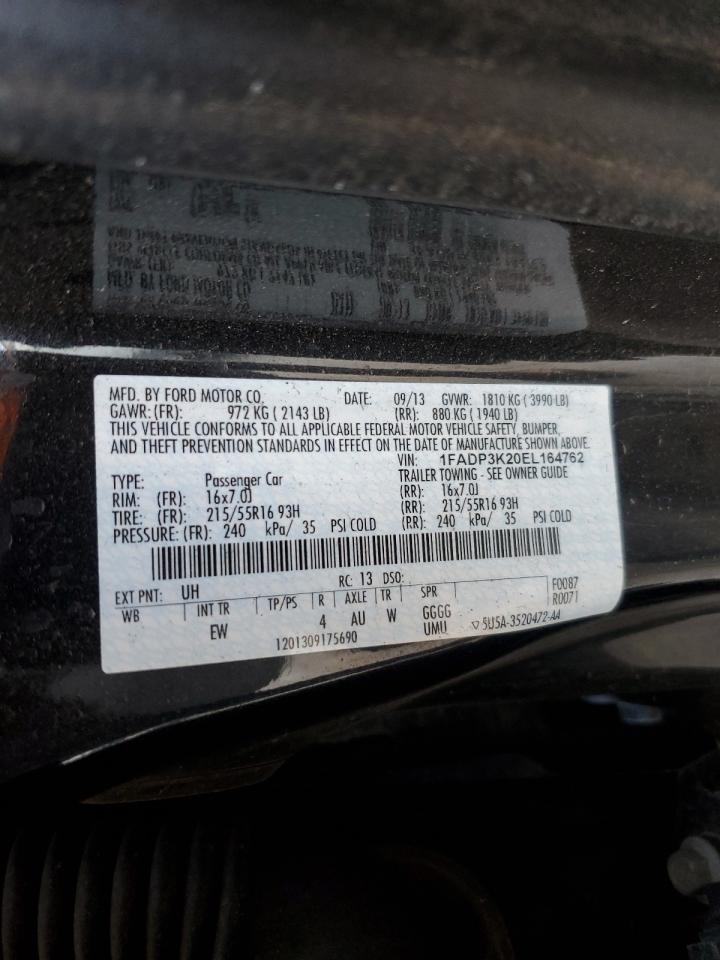 MFD. BY FORD MOTOR CO. DATE: 09/13 GVWR: 1810 KG ( 3990 LB)
GAWR: (FR): 972 KG ( 2143 LB) (RR): 880 KG ( 1940 LB)
THIS VEHICLE CONFORMS TO ALL APPLICABLE FEDERAL MOTOR VEHICLE SAFETY, BUMPER,
AND THEFT PREVENTION STANDARDS IN EFFECT ON THE DATE OF MANUFACTURE SHOWN ABOVE.
VIN: 1FADP3K20EL164762
TYPE: Passenger Car TRAILER TOWING - SEE OWNER GUIDE
RIM: (FR): 16x7.0J (RR): 16x7.0J
TIRE: (FR): 215/55R16 93H (RR): 215/55R16 93H
PRESSURE: (FR): 240 kPa/ 35 PSI COLD (RR): 240 kPa/ 35 PSI COLD
EXT PNT: UH RC: 13 DSO: F0087
WB INT TR TP/PS R AXLE TR SPR R0071
EW 4 AU W GGGG
UMU ▽ 5U5A-3520472-AA
1201309175690